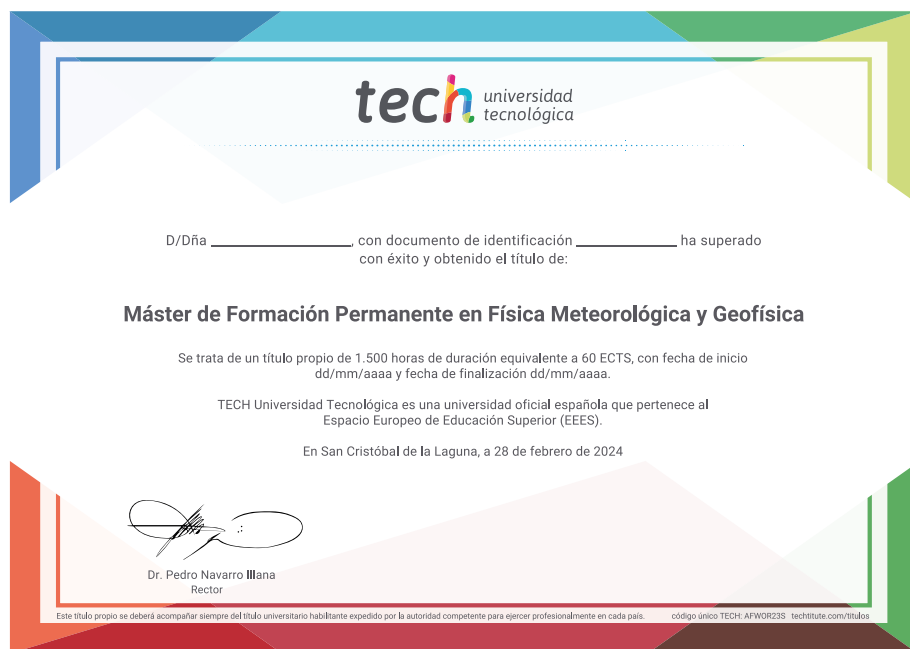 tech universidad
tecnológica
D/Dña ____________, con documento de identificación ____________ ha superado
con éxito y obtenido el título de:
Máster de Formación Permanente en Física Meteorológica y Geofísica
Se trata de un título propio de 1.500 horas de duración equivalente a 60 ECTS, con fecha de inicio
dd/mm/aaaa y fecha de finalización dd/mm/aaaa.
TECH Universidad Tecnológica es una universidad oficial española que pertenece al
Espacio Europeo de Educación Superior (EEES).
En San Cristóbal de la Laguna, a 28 de febrero de 2024
Dr. Pedro Navarro Illana
Rector
Este título propio se deberá acompañar siempre del título universitario habilitante expedido por la autoridad competente para ejercer profesionalmente en cada país. código único TECH: AFWOR23S techtitute.com/titulos